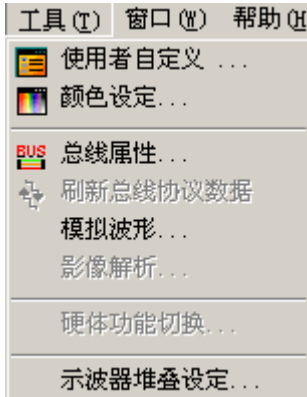 工具(T) 窗口(W) 帮助(H
使用者自定义 ...
颜色设定...
BUS 总线属性...
刷新总线协议数据
模拟波形...
影像解析...
硬体功能切换...
示波器堆叠设定...